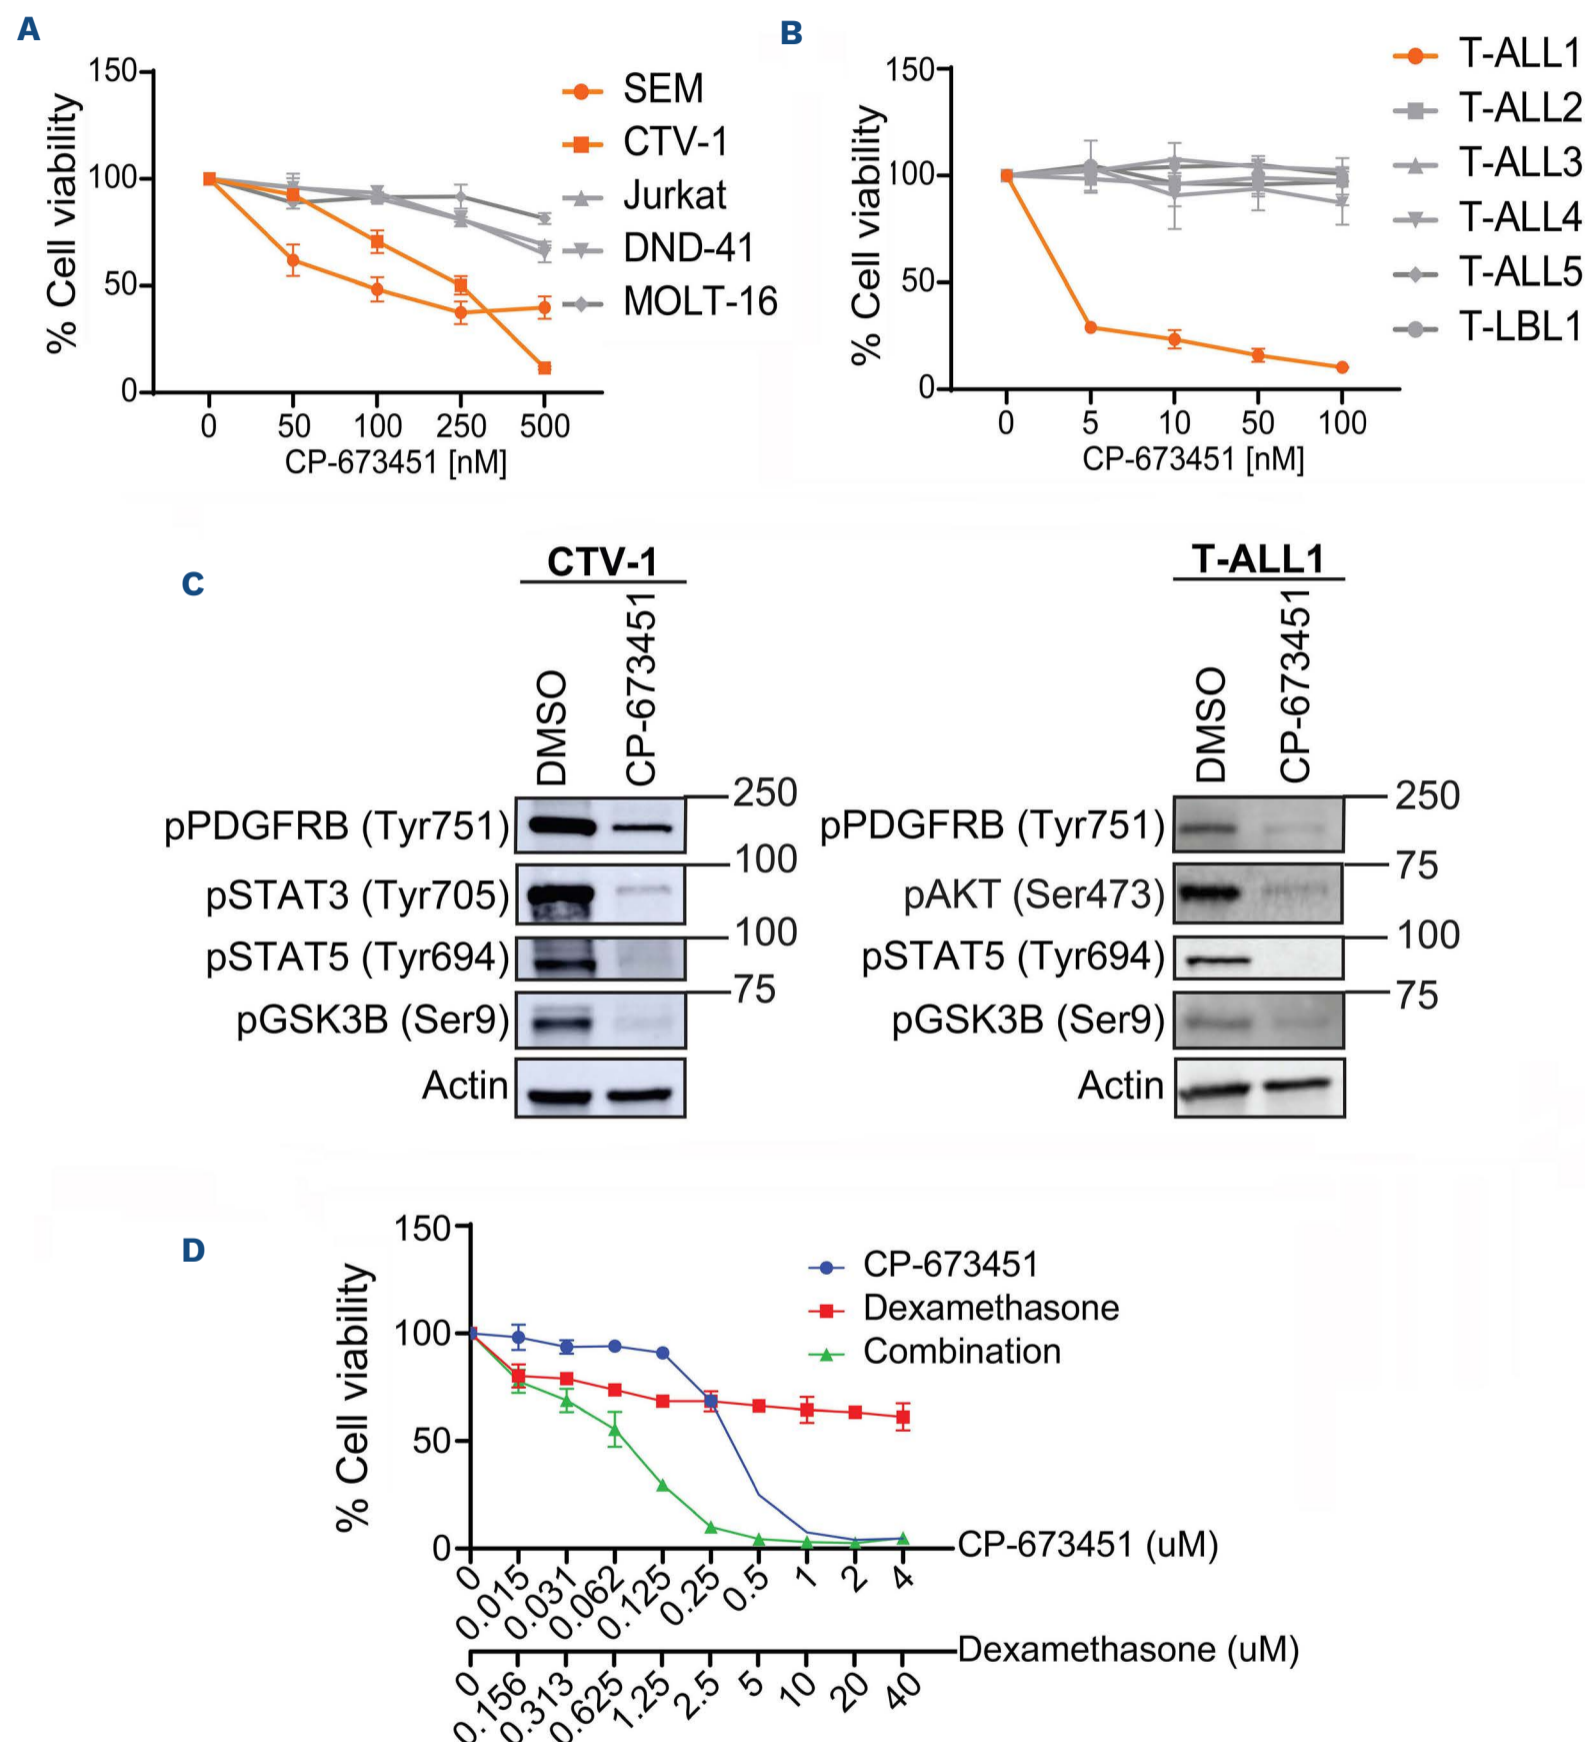 A
150
100
50
0
% Cell viability
0 50 100 250 500
CP-673451 [nM]
SEM
CTV-1
Jurkat
DND-41
MOLT-16
B
150
100
50
0
% Cell viability
0 5 10 50 100
CP-673451 [nM]
T-ALL1
T-ALL2
T-ALL3
T-ALL4
T-ALL5
T-LBL1
C
CTV-1
DMSO
CP-673451
pPDGFRB (Tyr751)
pSTAT3 (Tyr705)
pSTAT5 (Tyr694)
pGSK3B (Ser9)
Actin
250
100
100
75
T-ALL1
DMSO
CP-673451
pPDGFRB (Tyr751)
pAKT (Ser473)
pSTAT5 (Tyr694)
pGSK3B (Ser9)
Actin
250
75
100
75
D
150
100
50
0
% Cell viability
CP-673451
Dexamethasone
Combination
CP-673451 (uM)
0 0.015 0.031 0.062 0.125 0.25 0.5 1 2 4
Dexamethasone (uM)
0 0.156 0.313 0.625 1.25 2.5 5 10 20 40